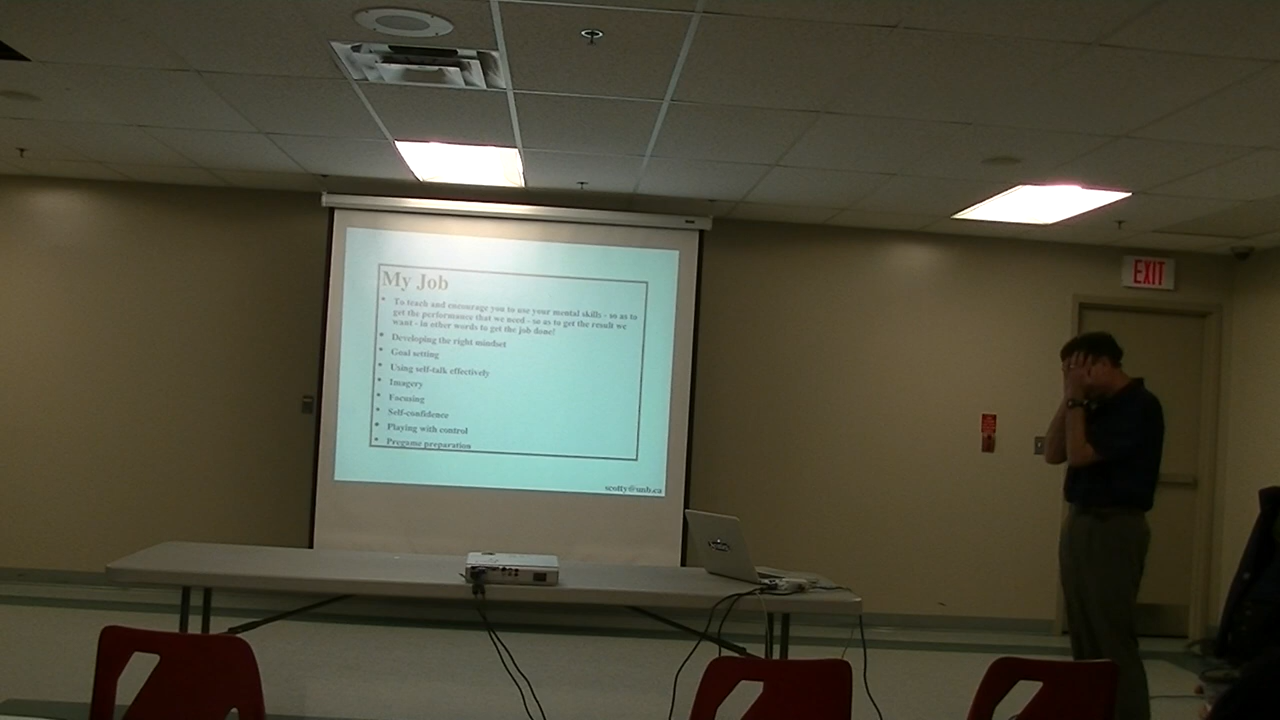 My Job
• To teach and encourage you to use your mental skills - so as to
get the performance that we need - so as to get the result we
want - in other words to get the job done!
• Developing the right mindset
• Goal setting
• Using self-talk effectively
• Imagery
• Focusing
• Self-confidence
• Playing with control
• Pregame preparation
scotty@unb.ca
EXIT